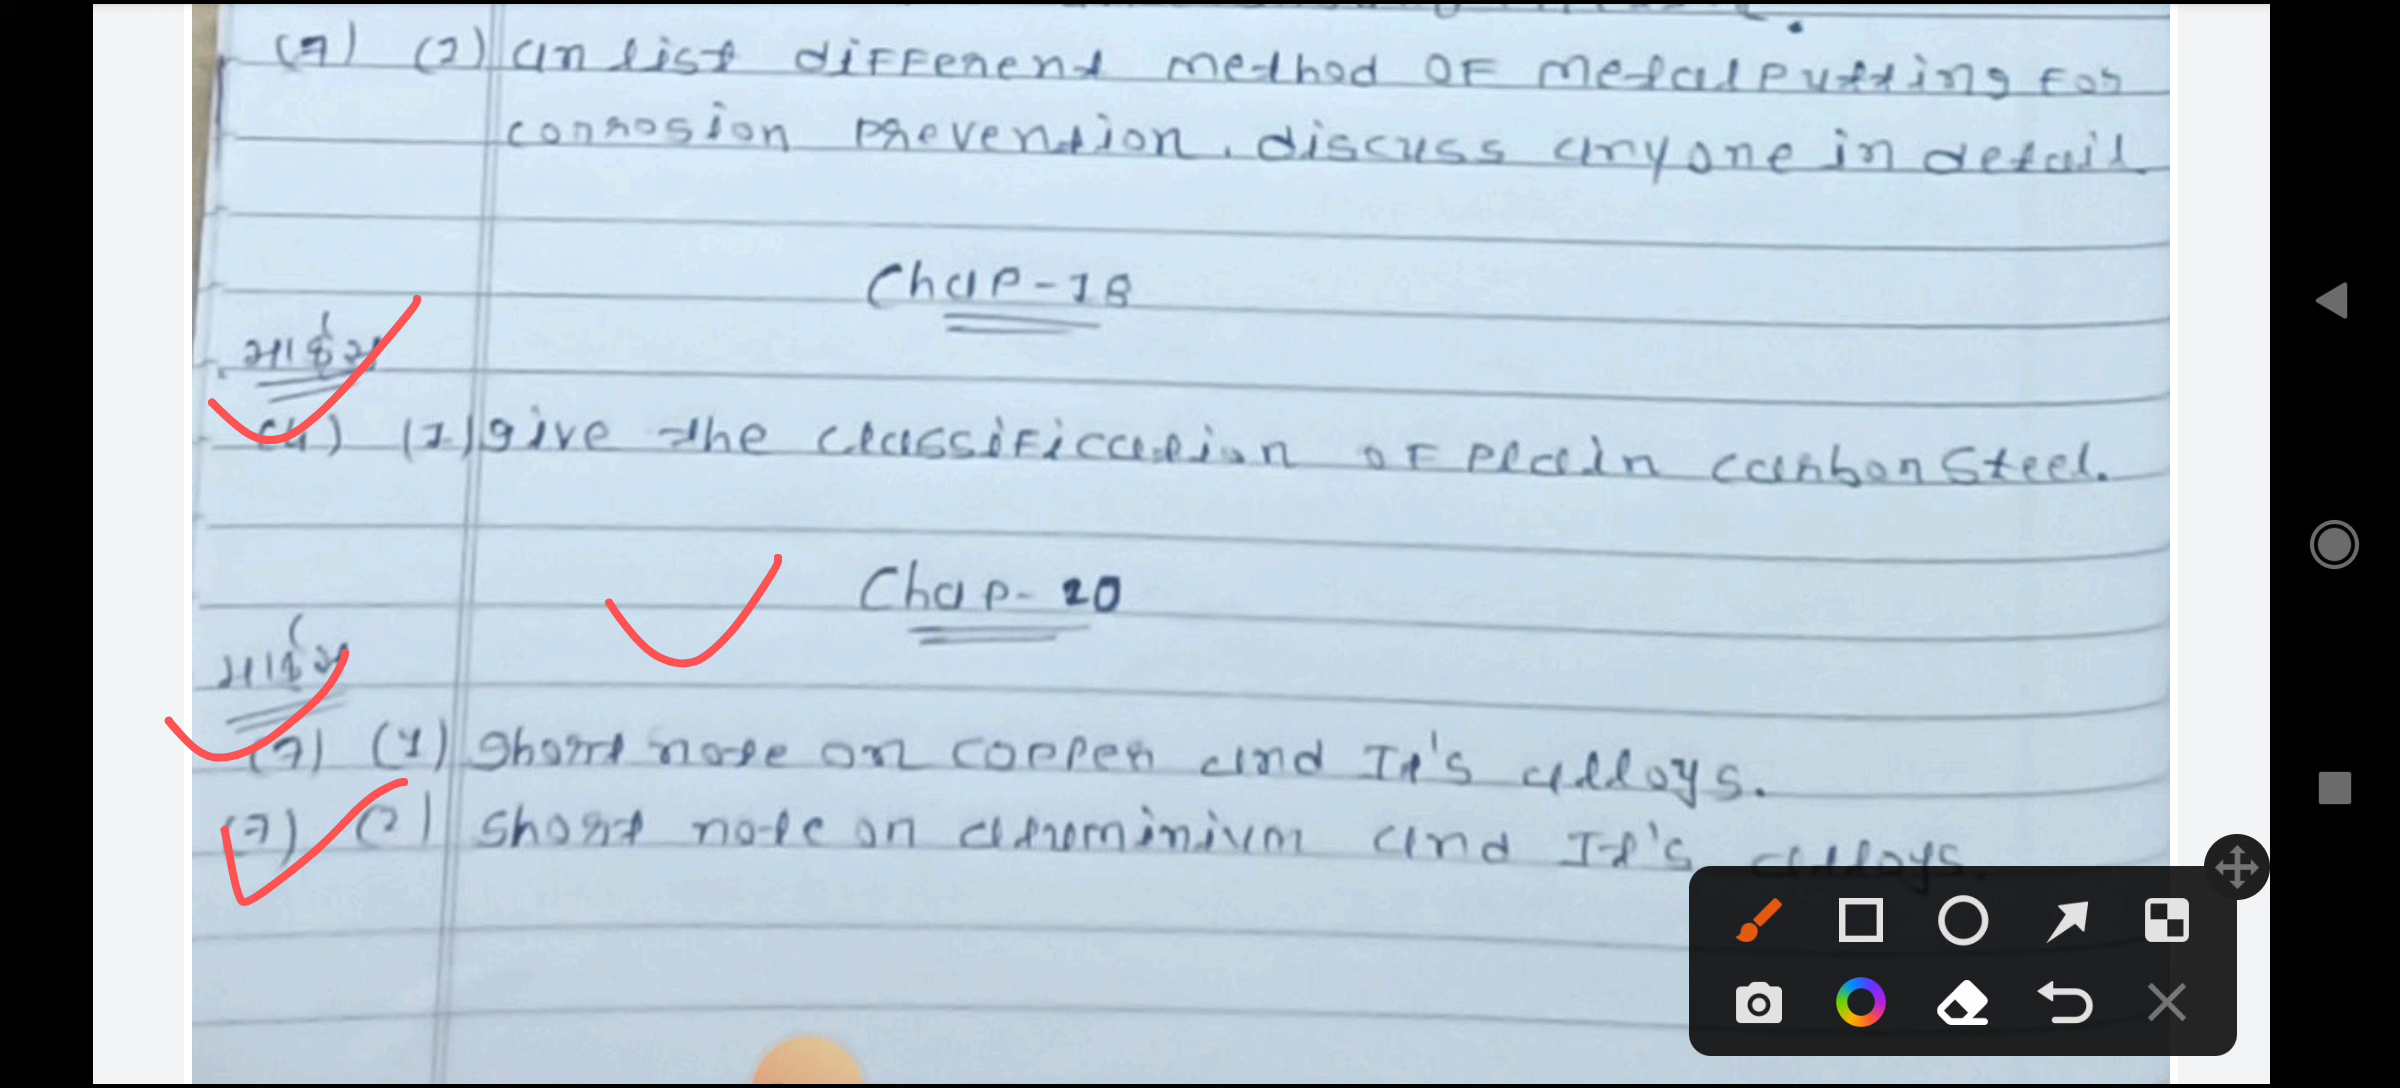 (7) (2) an list different method of metal putting for
corrosion prevention. discuss anyone in detail.
Chap-18
માર્ક્સ
(4) (1) give the classification of plain carbon steel.
Chap-20
માર્ક્સ
(7) (1) Short note on copper and It's alloys.
(7) (2) Short note on aluminium and It's alloys.